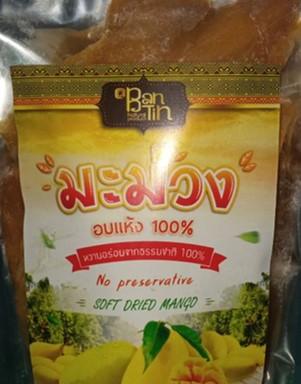 Ban
Tin
มะม่วง
อบแห้ง 100%
หวานอร่อยจากธรรมชาติ 100%
No preservative
SOFT DRIED MANGO